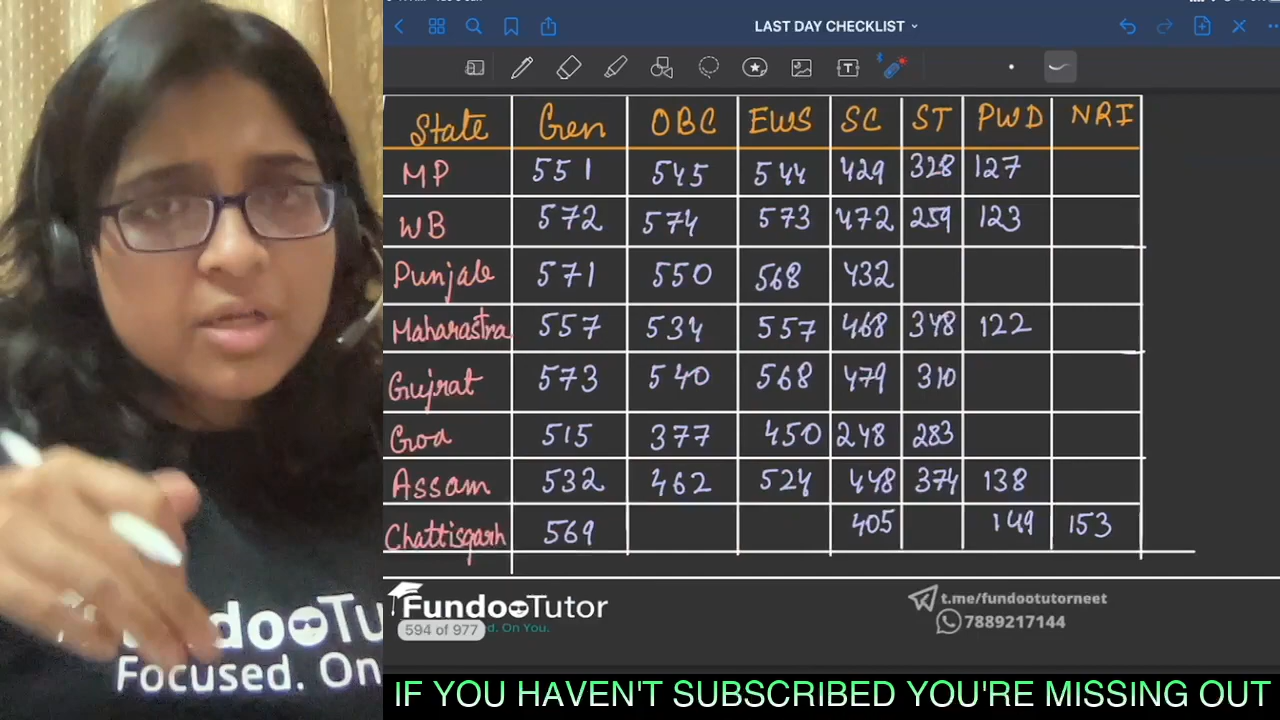 LAST DAY CHECKLIST
T
State Gen OBC EWS SC ST PWD NRI
MP 551 545 544 429 328 127
WB 572 574 573 472 259 123
Punjab 571 550 568 432
Maharastra 557 534 557 468 348 122
Gujrat 573 540 568 479 310
Goa 515 377 450 248 283
Assam 532 462 524 448 374 138
Chattisgarh 569 405 149 153
FundooTutor
594 of 977 d. On You.
t.me/fundootutorneet
7889217144
dooTu
Focused. On
IF YOU HAVEN'T SUBSCRIBED YOU'RE MISSING OUT